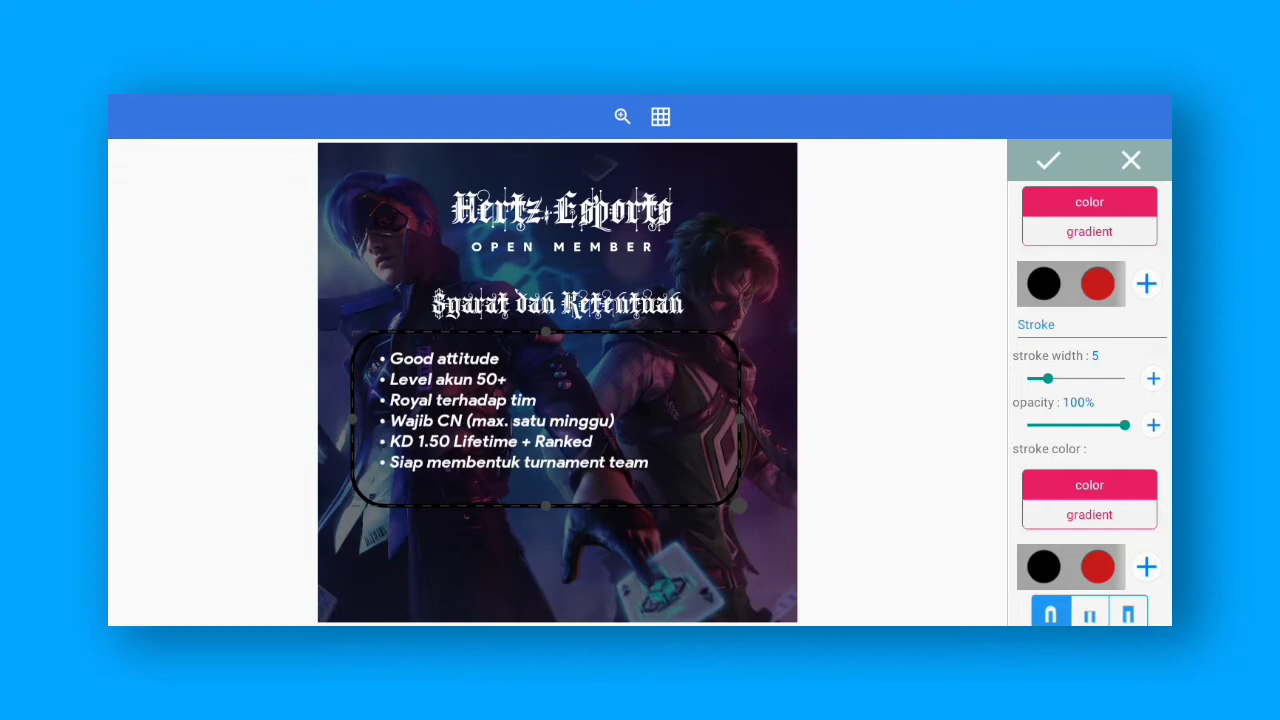 Hertz Esports
OPEN MEMBER
Syarat dan Ketentuan
• Good attitude
• Level akun 50+
• Royal terhadap tim
• Wajib CN (max. satu minggu)
• KD 1.50 Lifetime + Ranked
• Siap membentuk turnament team
color
gradient
Stroke
stroke width : 5
opacity : 100%
stroke color :
color
gradient